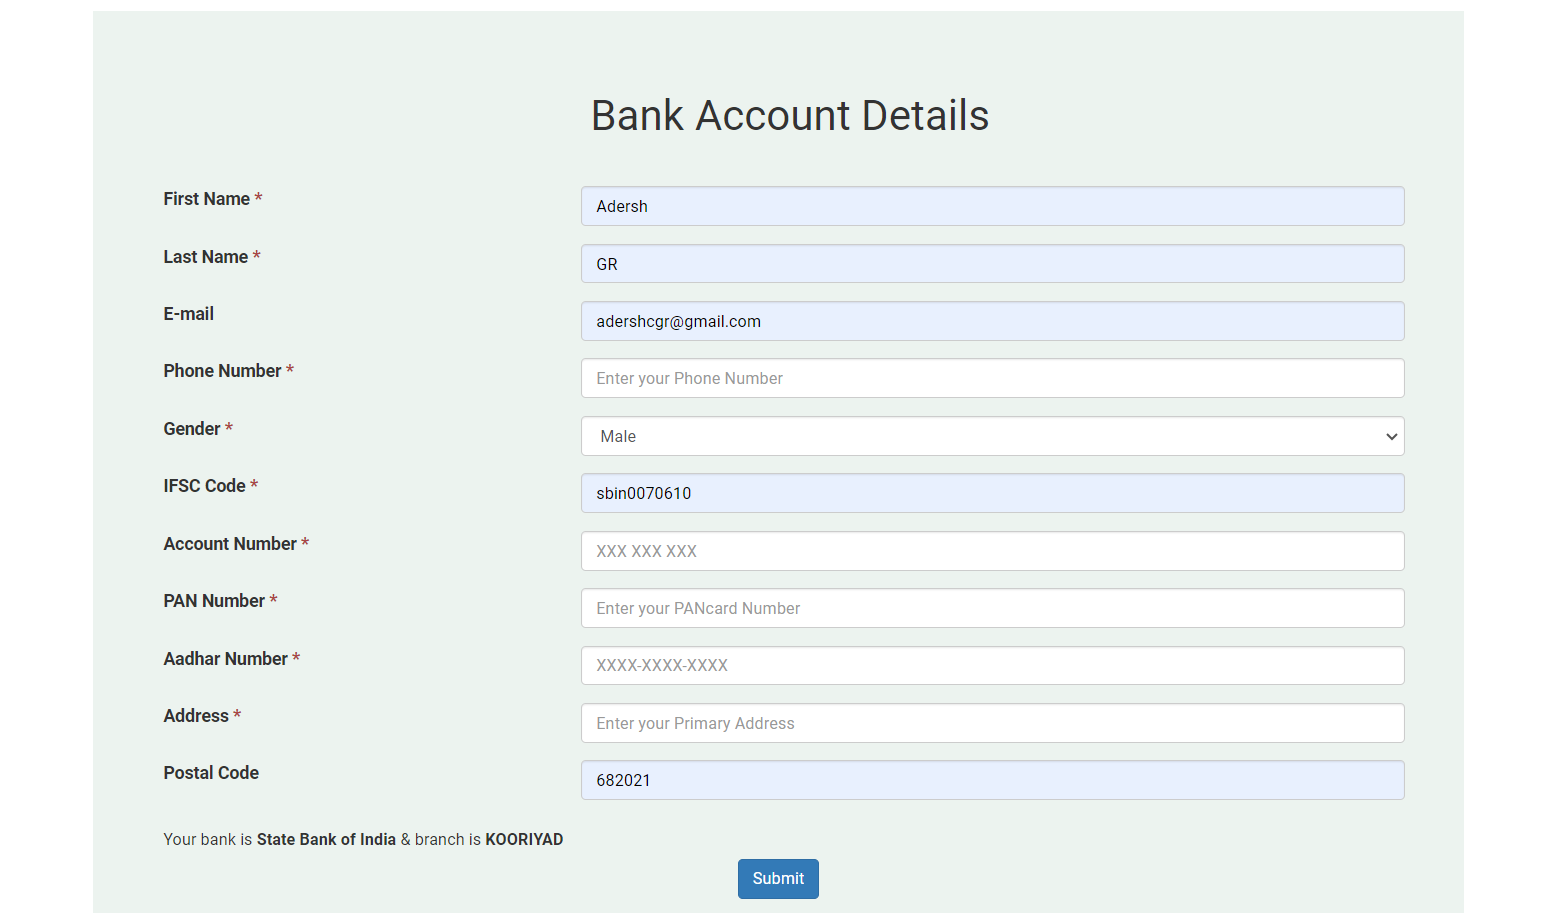 Bank Account Details
First Name *
Adersh
Last Name *
GR
E-mail
adershcgr@gmail.com
Phone Number *
Enter your Phone Number
Gender *
Male
IFSC Code *
sbin0070610
Account Number *
XXX XXX XXX
PAN Number *
Enter your PANcard Number
Aadhar Number *
XXXX-XXXX-XXXX
Address *
Enter your Primary Address
Postal Code
682021
Your bank is State Bank of India & branch is KOORIYAD
Submit